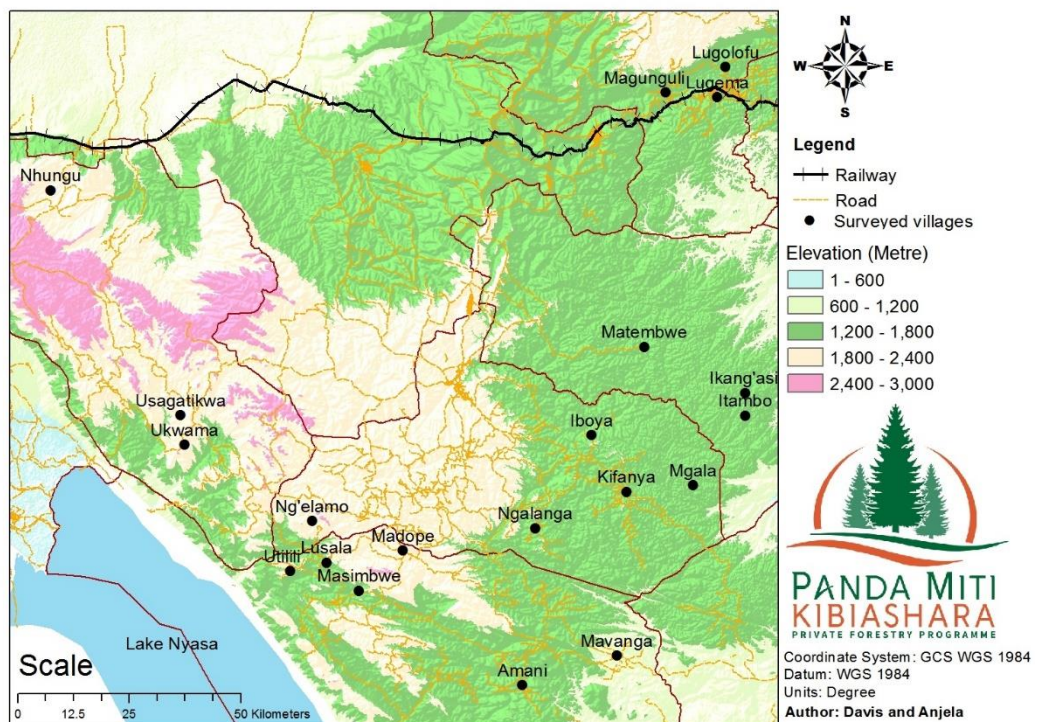 Lugolofu
Magunguli
Lugema
Nhungu
Matembwe
Ikang'asi
Itambo
Usagatikwa
Ukwama
Iboya
Kifanya
Mgala
Ng'elamo
Ngalanga
Madope
Lusala
Utilili
Masimbwe
Lake Nyasa
Mavanga
Amani
Scale
0 12.5 25 50 Kilometers
N
W E
S
Legend
Railway
Road
Surveyed villages
Elevation (Metre)
1 - 600
600 - 1,200
1,200 - 1,800
1,800 - 2,400
2,400 - 3,000
PANDA MITI
KIBIASHARA
PRIVATE FORESTRY PROGRAMME
Coordinate System: GCS WGS 1984
Datum: WGS 1984
Units: Degree
Author: Davis and Anjela